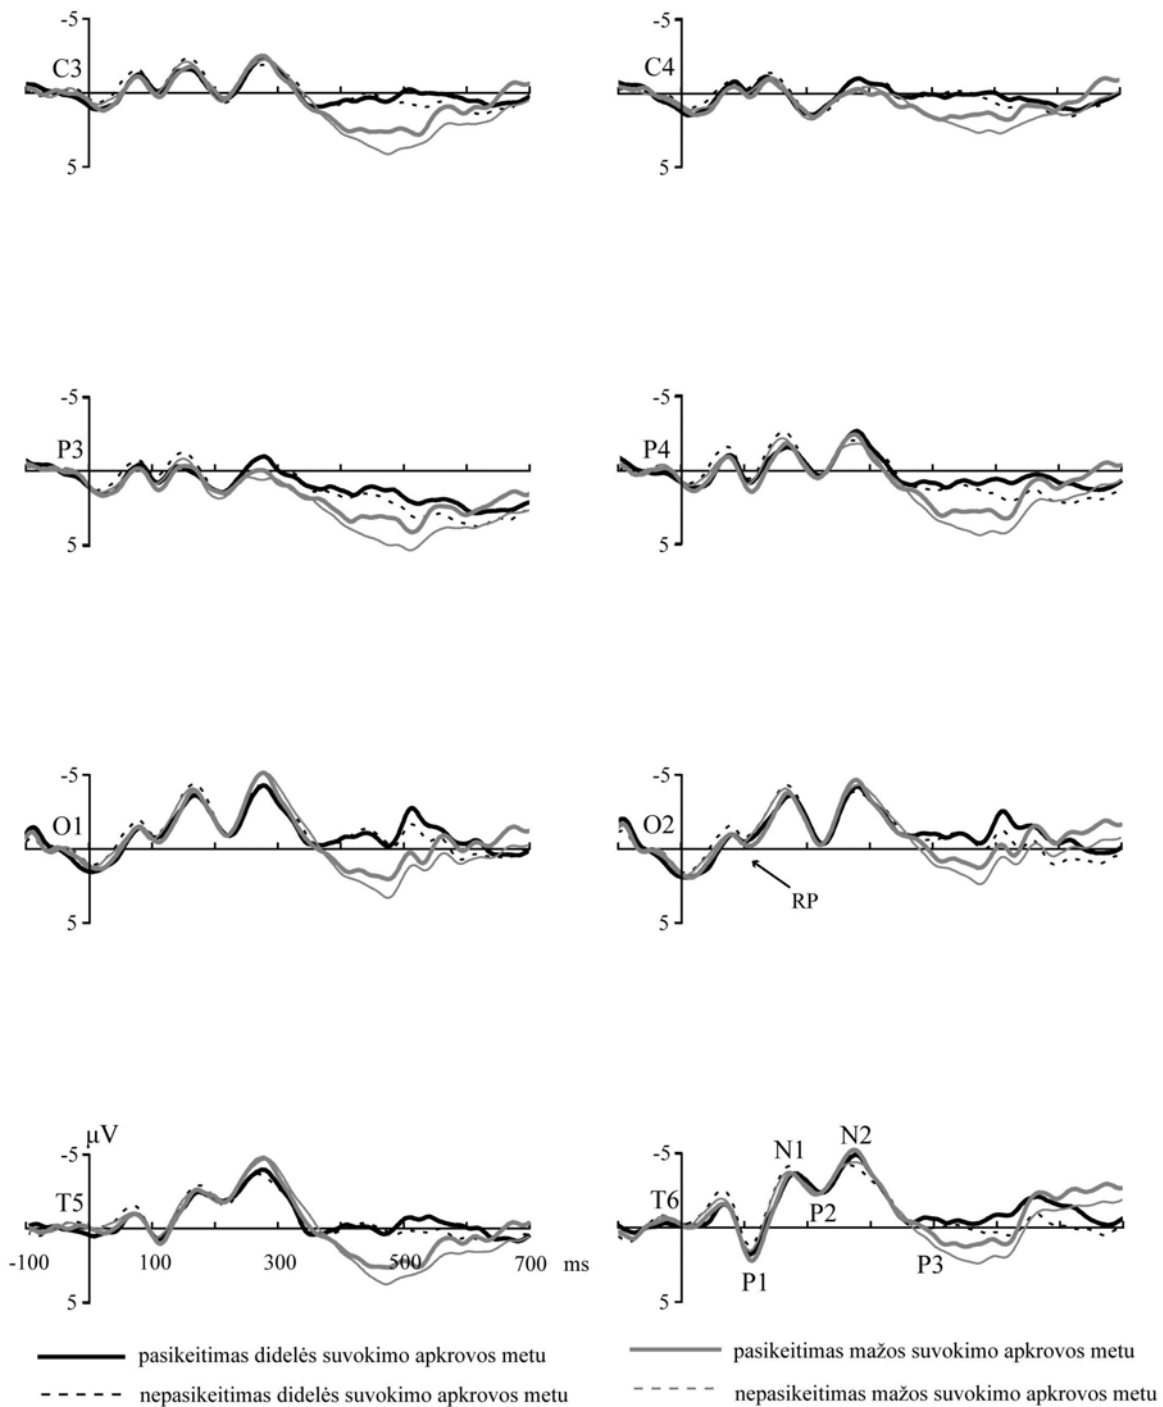 -5
C3
5
-5
C4
5
-5
P3
5
-5
P4
5
-5
O1
5
-5
O2
RP
5
μV
-5
T5
-100 100 300 500 700 ms
5
-5 N1 N2
T6
P2
P3
P1
5
pasikeitimas didelės suvokimo apkrovos metu
nepasikeitimas didelės suvokimo apkrovos metu
pasikeitimas mažos suvokimo apkrovos metu
nepasikeitimas mažos suvokimo apkrovos metu